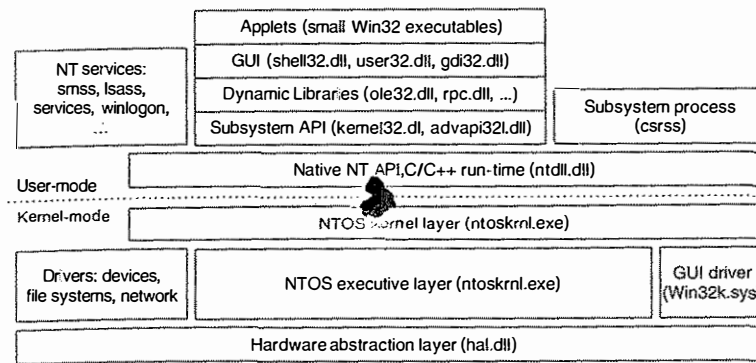 Applets (small Win32 executables)
GUI (shell32.dll, user32.dll, gdi32.dll)
NT services:
smss, lsass,
services, winlogon,
...
Dynamic Libraries (ole32.dll, rpc.dll, ...)
Subsystem API (kernel32.dl, advapi32l.dll)
Subsystem process
(csrss)
Native NT API,C/C++ run-time (ntdll.dll)
User-mode
Kernel-mode
NTOS kernel layer (ntoskrnl.exe)
Drivers: devices,
file systems, network
NTOS executive layer (ntoskrnl.exe)
GUI driver
(Win32k.sys
Hardware abstraction layer (hal.dll)